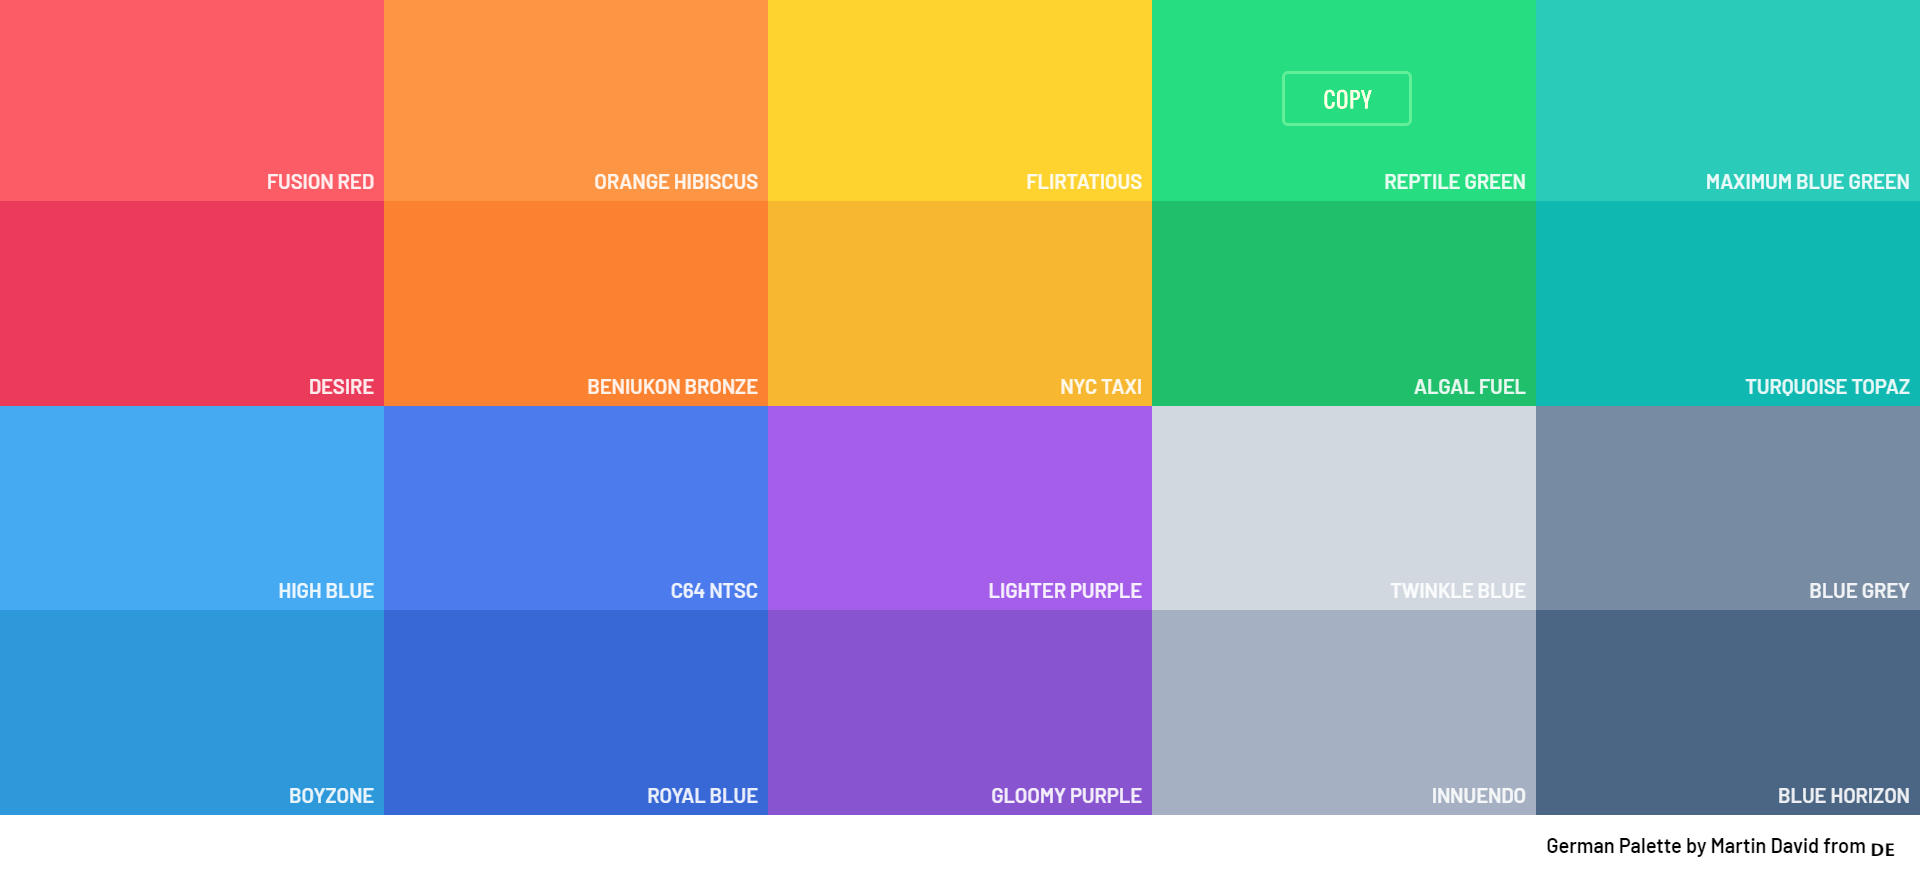 COPY
FUSION RED
ORANGE HIBISCUS
FLIRTATIOUS
REPTILE GREEN
MAXIMUM BLUE GREEN
DESIRE
BENIUKON BRONZE
NYC TAXI
ALGAL FUEL
TURQUOISE TOPAZ
HIGH BLUE
C64 NTSC
LIGHTER PURPLE
TWINKLE BLUE
BLUE GREY
BOYZONE
ROYAL BLUE
GLOOMY PURPLE
INNUENDO
BLUE HORIZON
German Palette by Martin David from DE